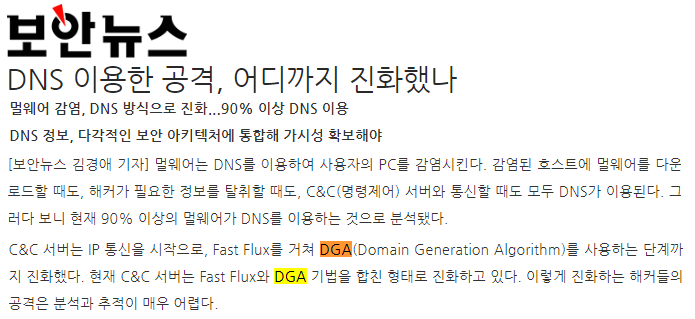 보안뉴스
DNS 이용한 공격, 어디까지 진화했나
멀웨어 감염, DNS 방식으로 진화...90% 이상 DNS 이용
DNS 정보, 다각적인 보안 아키텍처에 통합해 가시성 확보해야
[보안뉴스 김경애 기자] 멀웨어는 DNS를 이용하여 사용자의 PC를 감염시킨다. 감염된 호스트에 멀웨어를 다운
로드할 때도, 해커가 필요한 정보를 탈취할 때도, C&C(명령제어) 서버와 통신할 때도 모두 DNS가 이용된다. 그
러다 보니 현재 90% 이상의 멀웨어가 DNS를 이용하는 것으로 분석됐다.
C&C 서버는 IP 통신을 시작으로, Fast Flux를 거쳐 DGA(Domain Generation Algorithm)를 사용하는 단계까
지 진화했다. 현재 C&C 서버는 Fast Flux와 DGA 기법을 합친 형태로 진화하고 있다. 이렇게 진화하는 해커들의
공격은 분석과 추적이 매우 어렵다.